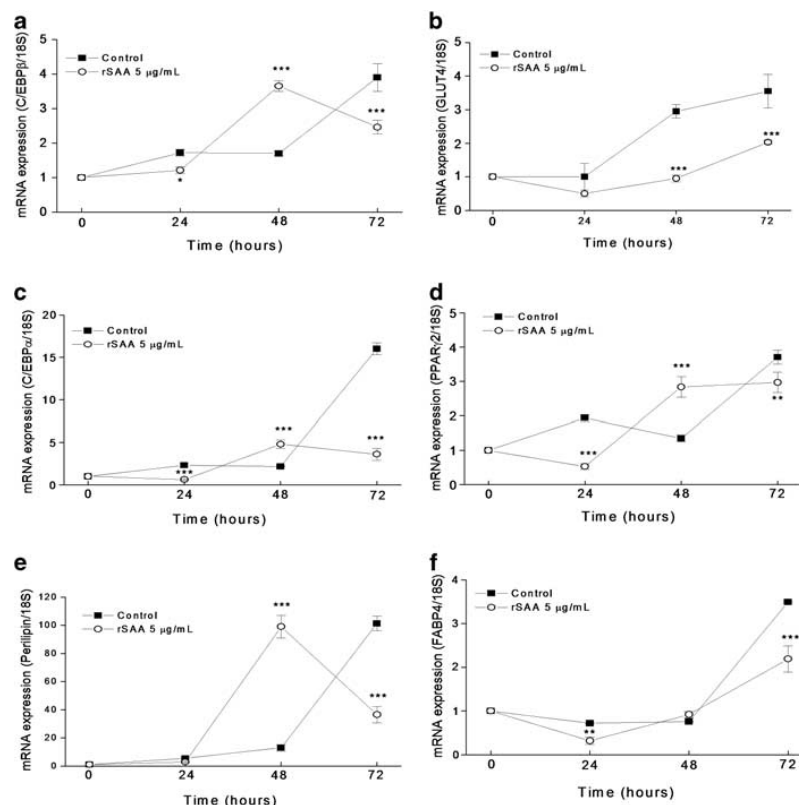 a
mRNA expression (C/EBPβ/18S)
5
4
3
2
1
Control
rSAA 5 µg/mL
*
***
***
0
24
48
72
Time (hours)
b
mRNA expression (GLUT4/18S)
5
4
3
2
1
0
Control
rSAA 5 µg/mL
***
***
0
24
48
72
Time (hours)
c
mRNA expression (C/EBPα/18S)
20
15
10
5
0
Control
rSAA 5 µg/mL
***
***
***
0
24
48
72
Time (hours)
d
mRNA expression (PPARγ2/18S)
5
4
3
2
1
0
Control
rSAA 5 µg/mL
***
***
**
0
24
48
72
Time (hours)
e
mRNA expression (Perilipin/18S)
120
100
80
60
40
20
0
Control
rSAA 5 µg/mL
***
***
0
24
48
72
Time (hours)
f
mRNA expression (FABP4/18S)
4
3
2
1
0
Control
rSAA 5 µg/mL
**
***
0
24
48
72
Time (hours)